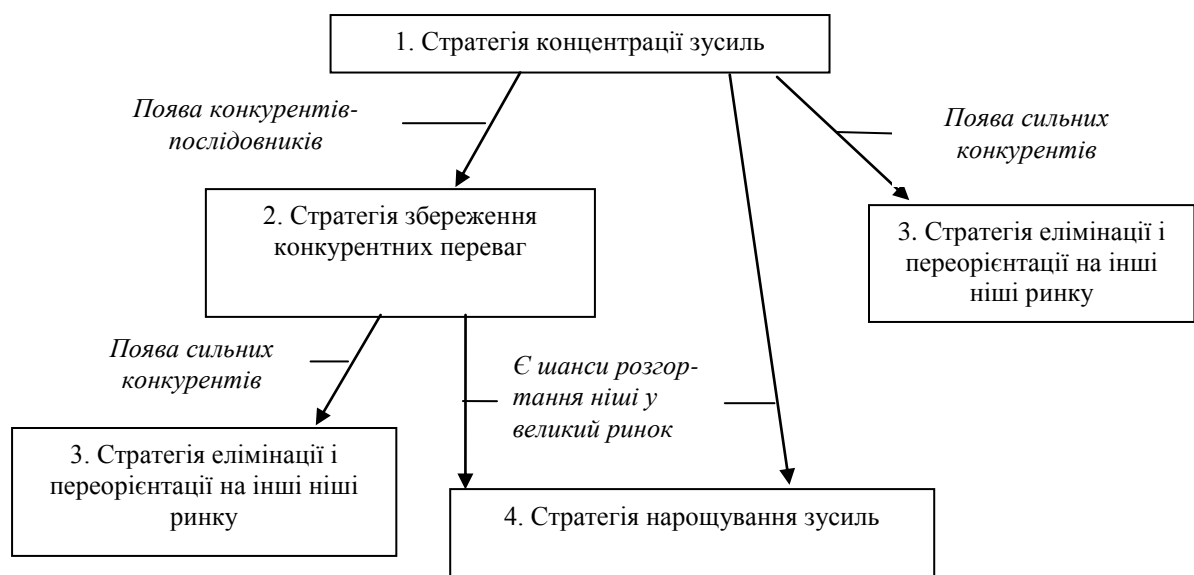 1. Стратегія концентрації зусиль
Поява конкурентів-
послідовників
Поява сильних
конкурентів
2. Стратегія збереження
конкурентних переваг
3. Стратегія елімінації і
переорієнтації на інші
ніші ринку
Поява сильних
конкурентів
Є шанси розгор-
тання ніші у
великий ринок
3. Стратегія елімінації і
переорієнтації на інші ніші
ринку
4. Стратегія нарощування зусиль